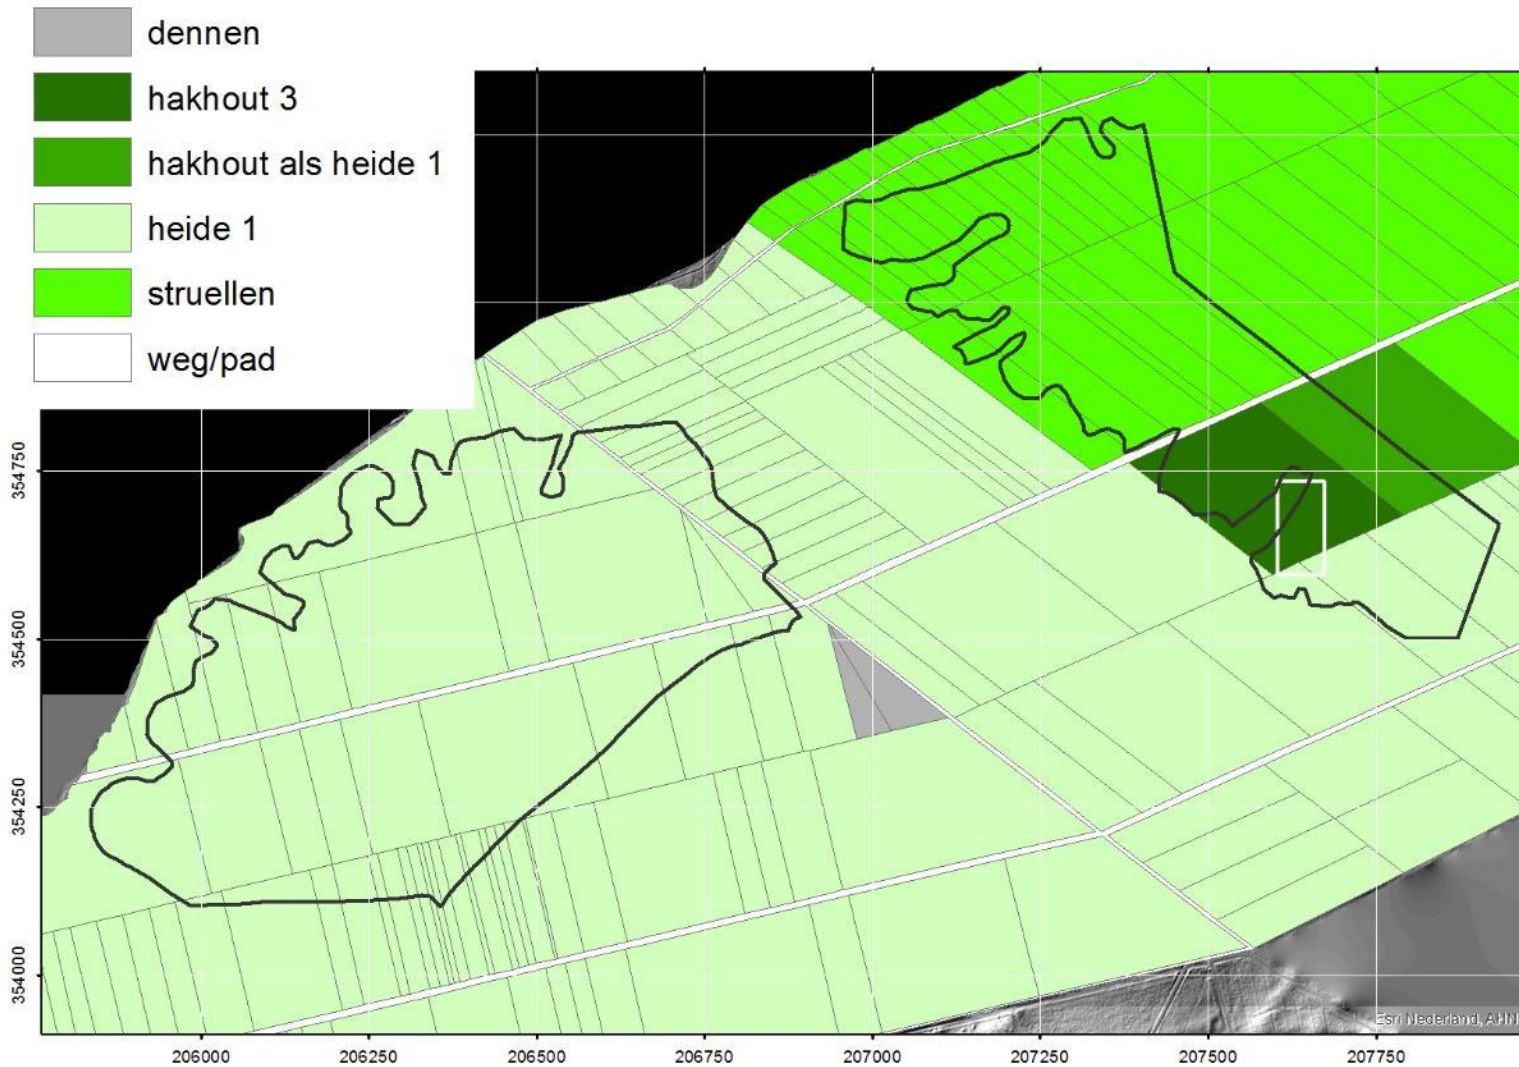 dennen
hakhout 3
hakhout als heide 1
heide 1
struellen
weg/pad
354750
354500
354250
354000
Esri Nederland, AHN
206000 206250 206500 206750 207000 207250 207500 207750